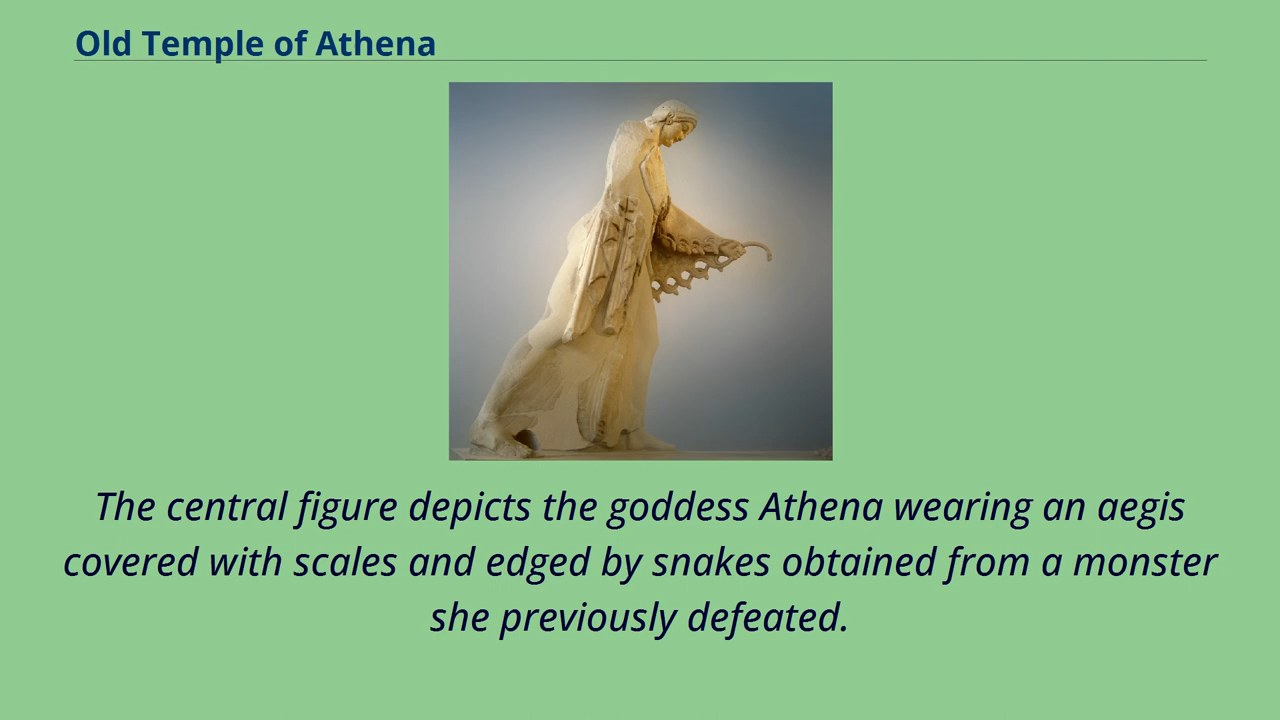 Old Temple of Athena
The central figure depicts the goddess Athena wearing an aegis
covered with scales and edged by snakes obtained from a monster
she previously defeated.